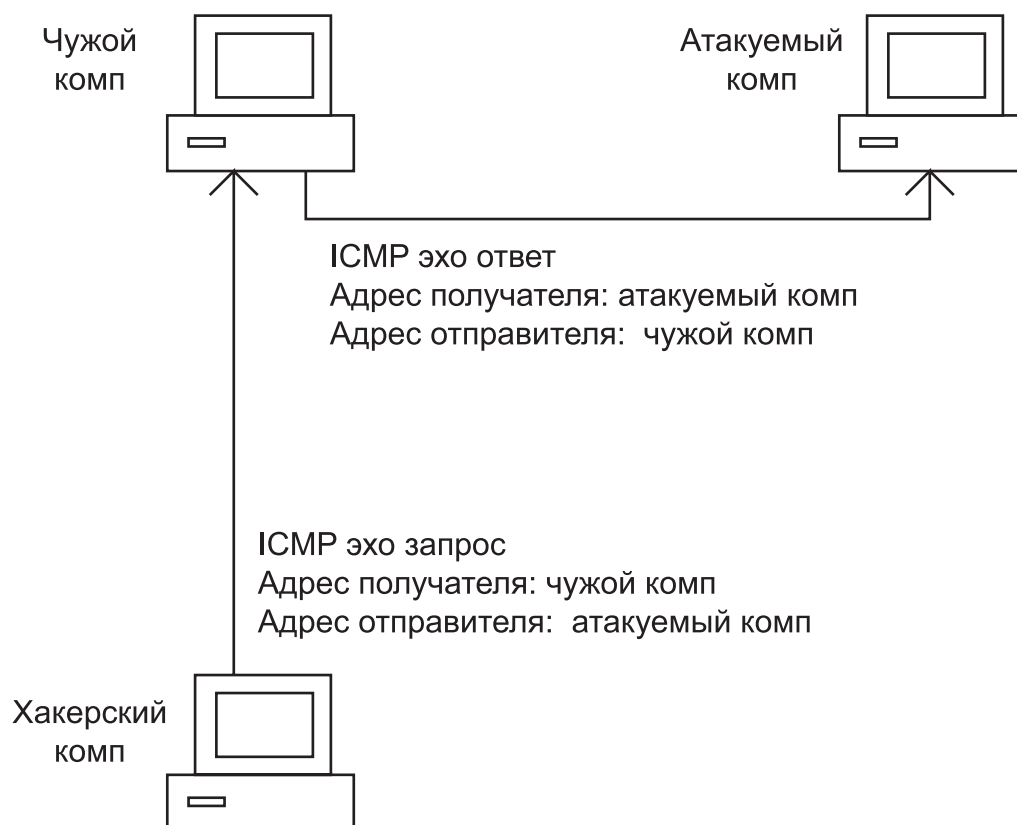 Чужой
комп
Атакуемый
комп
ICMP эхо ответ
Адрес получателя: атакуемый комп
Адрес отправителя:  чужой комп
ICMP эхо запрос
Адрес получателя: чужой комп
Адрес отправителя:  атакуемый комп
Хакерский
комп